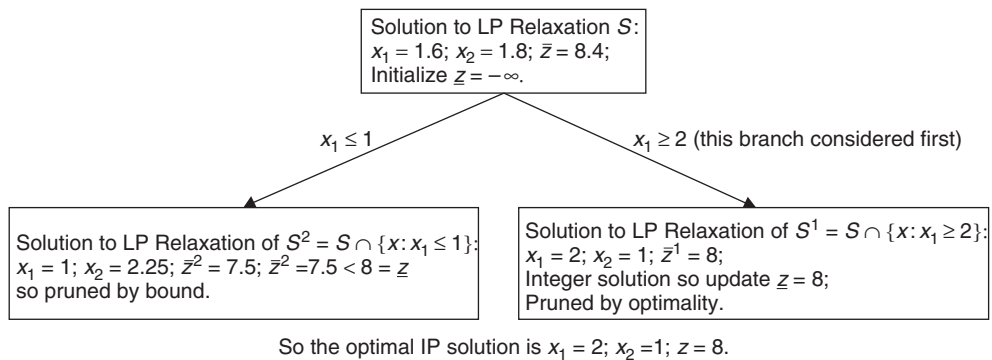 Solution to LP Relaxation S:
x₁ = 1.6; x₂ = 1.8; z̄ = 8.4;
Initialize z̲ = −∞.
x₁ ≤ 1
x₁ ≥ 2 (this branch considered first)
Solution to LP Relaxation of S² = S ∩ {x: x₁ ≤ 1}:
x₁ = 1; x₂ = 2.25; z̄² = 7.5; z̄² =7.5 < 8 = z̲
so pruned by bound.
Solution to LP Relaxation of S¹ = S ∩ {x: x₁ ≥ 2}:
x₁ = 2; x₂ = 1; z̄¹ = 8;
Integer solution so update z̲ = 8;
Pruned by optimality.
So the optimal IP solution is x₁ = 2; x₂ =1; z = 8.